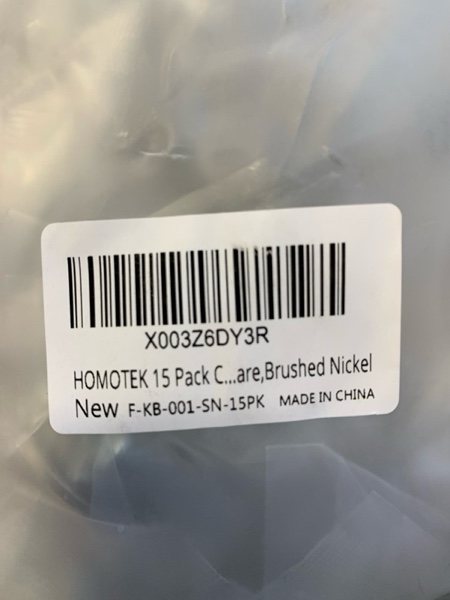 X003Z6DY3R
HOMOTEK 15 Pack C...are,Brushed Nickel
New F-KB-001-SN-15PK MADE IN CHINA